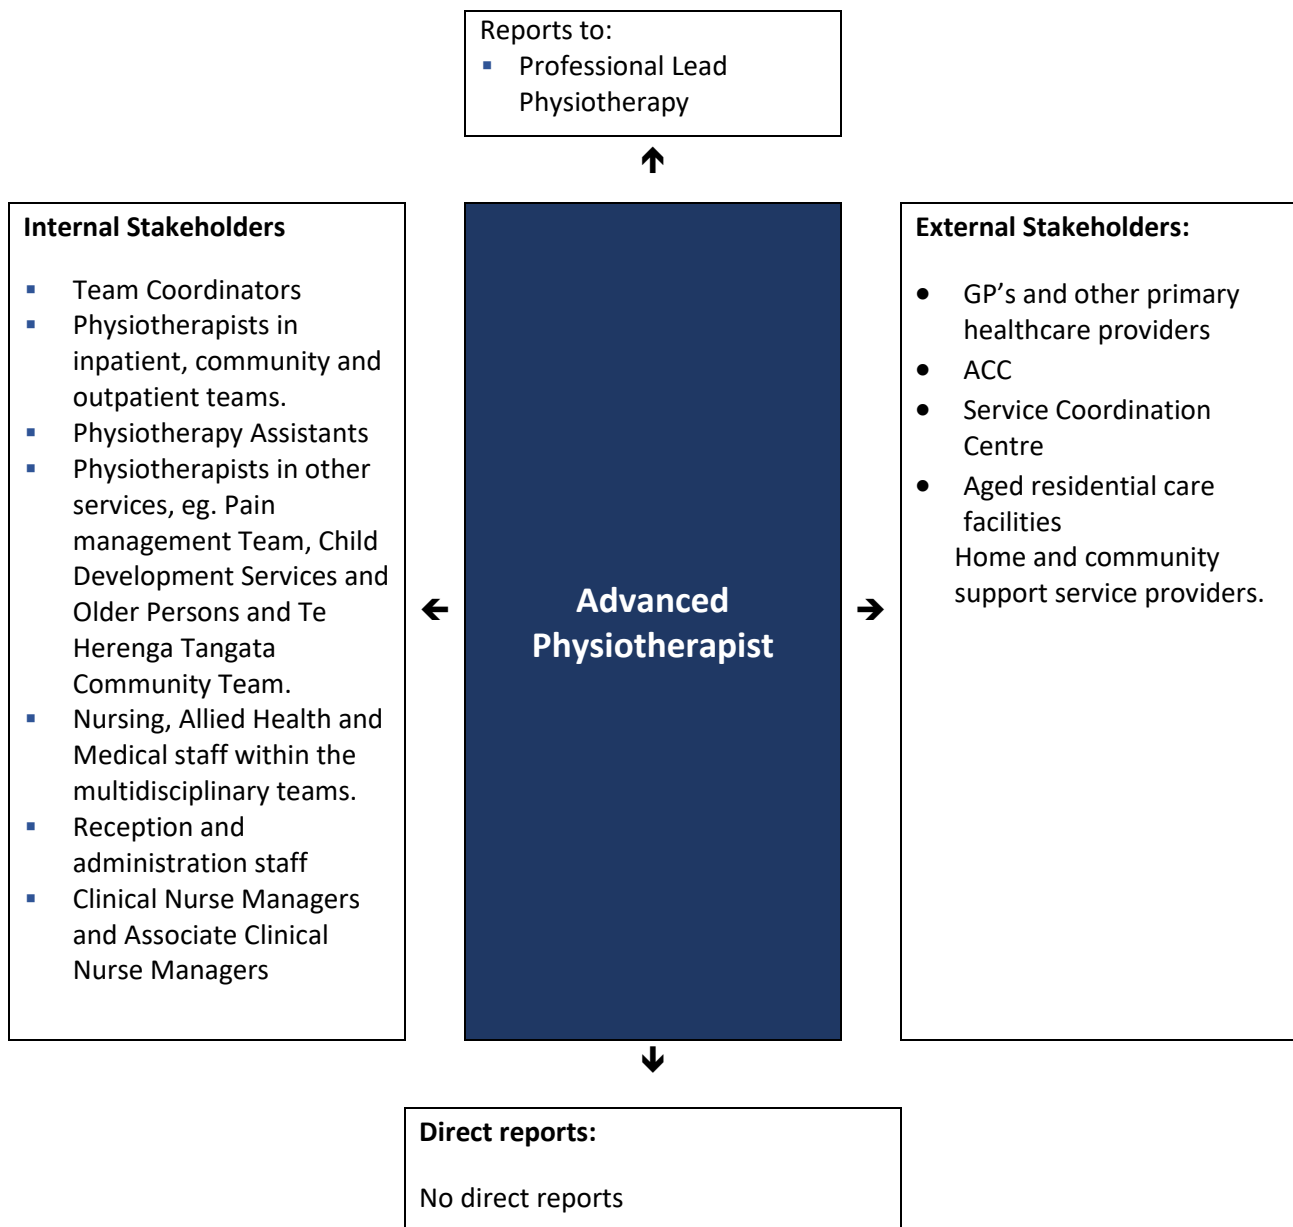 Reports to:
▪ Professional Lead
Physiotherapy
Internal Stakeholders
▪ Team Coordinators
▪ Physiotherapists in
inpatient, community and
outpatient teams.
▪ Physiotherapy Assistants
▪ Physiotherapists in other
services, eg. Pain
management Team, Child
Development Services and
Older Persons and Te
Herenga Tangata
Community Team.
▪ Nursing, Allied Health and
Medical staff within the
multidisciplinary teams.
▪ Reception and
administration staff
▪ Clinical Nurse Managers
and Associate Clinical
Nurse Managers
Advanced
Physiotherapist
External Stakeholders:
● GP’s and other primary
healthcare providers
● ACC
● Service Coordination
Centre
● Aged residential care
facilities
Home and community
support service providers.
Direct reports:
No direct reports